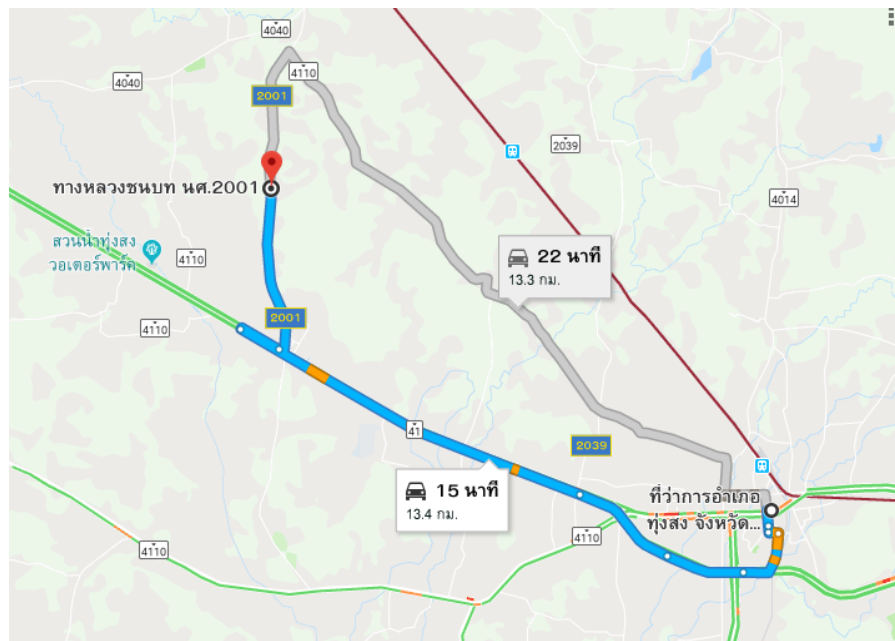 4040
4110
4040
2001
2039
ทางหลวงชนบท นศ.2001
4014
สวนน้ำทุ่งสง
วอเตอร์พาร์ค
4110
22 นาที
13.3 กม.
2001
4110
41
2039
15 นาที
13.4 กม.
ที่ว่าการอำเภอ
ทุ่งสง จังหวัด...
4110
4110